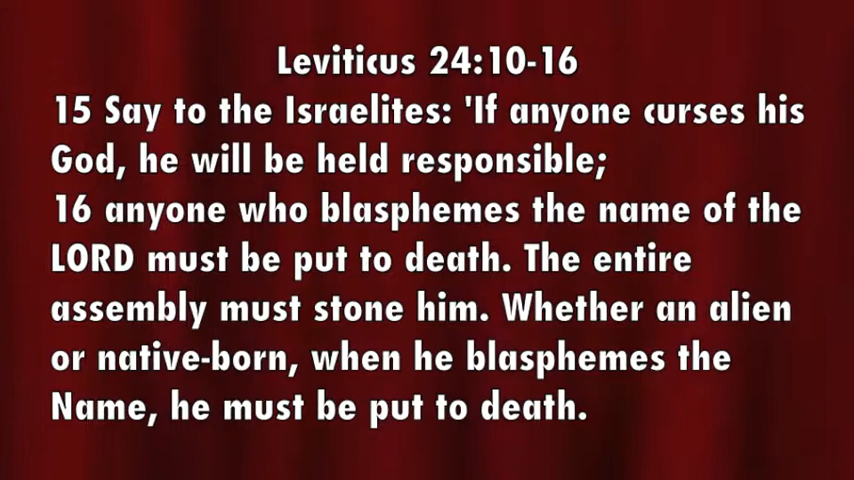 Leviticus 24:10-16
15 Say to the Israelites: 'If anyone curses his
God, he will be held responsible;
16 anyone who blasphemes the name of the
LORD must be put to death. The entire
assembly must stone him. Whether an alien
or native-born, when he blasphemes the
Name, he must be put to death.